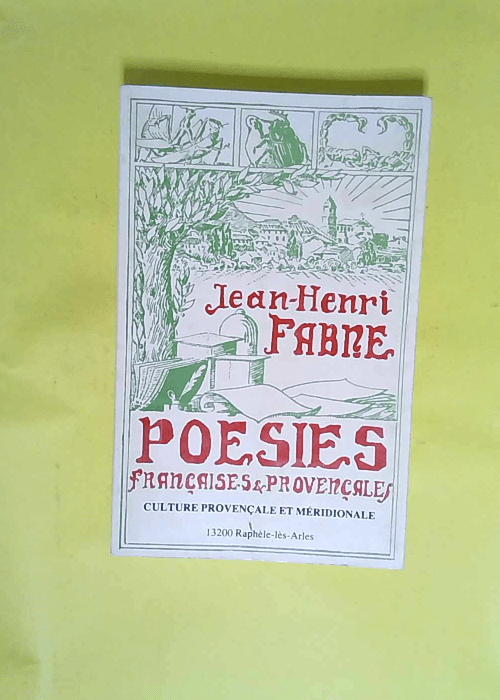 Jean-Henri
FABRE
POESIES
FRANÇAISES & PROVENÇALES
CULTURE PROVENÇALE ET MÉRIDIONALE
13200 Raphèle-lès-Arles